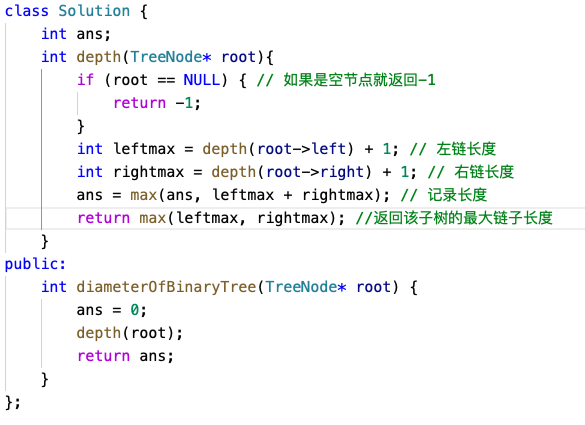 class Solution {
    int ans;
    int depth(TreeNode* root){
        if (root == NULL) { // 如果是空节点就返回-1
            return -1;
        }
        int leftmax = depth(root->left) + 1; // 左链长度
        int rightmax = depth(root->right) + 1; // 右链长度
        ans = max(ans, leftmax + rightmax); // 记录长度
        return max(leftmax, rightmax); //返回该子树的最大链子长度
    }
public:
    int diameterOfBinaryTree(TreeNode* root) {
        ans = 0;
        depth(root);
        return ans;
    }
};